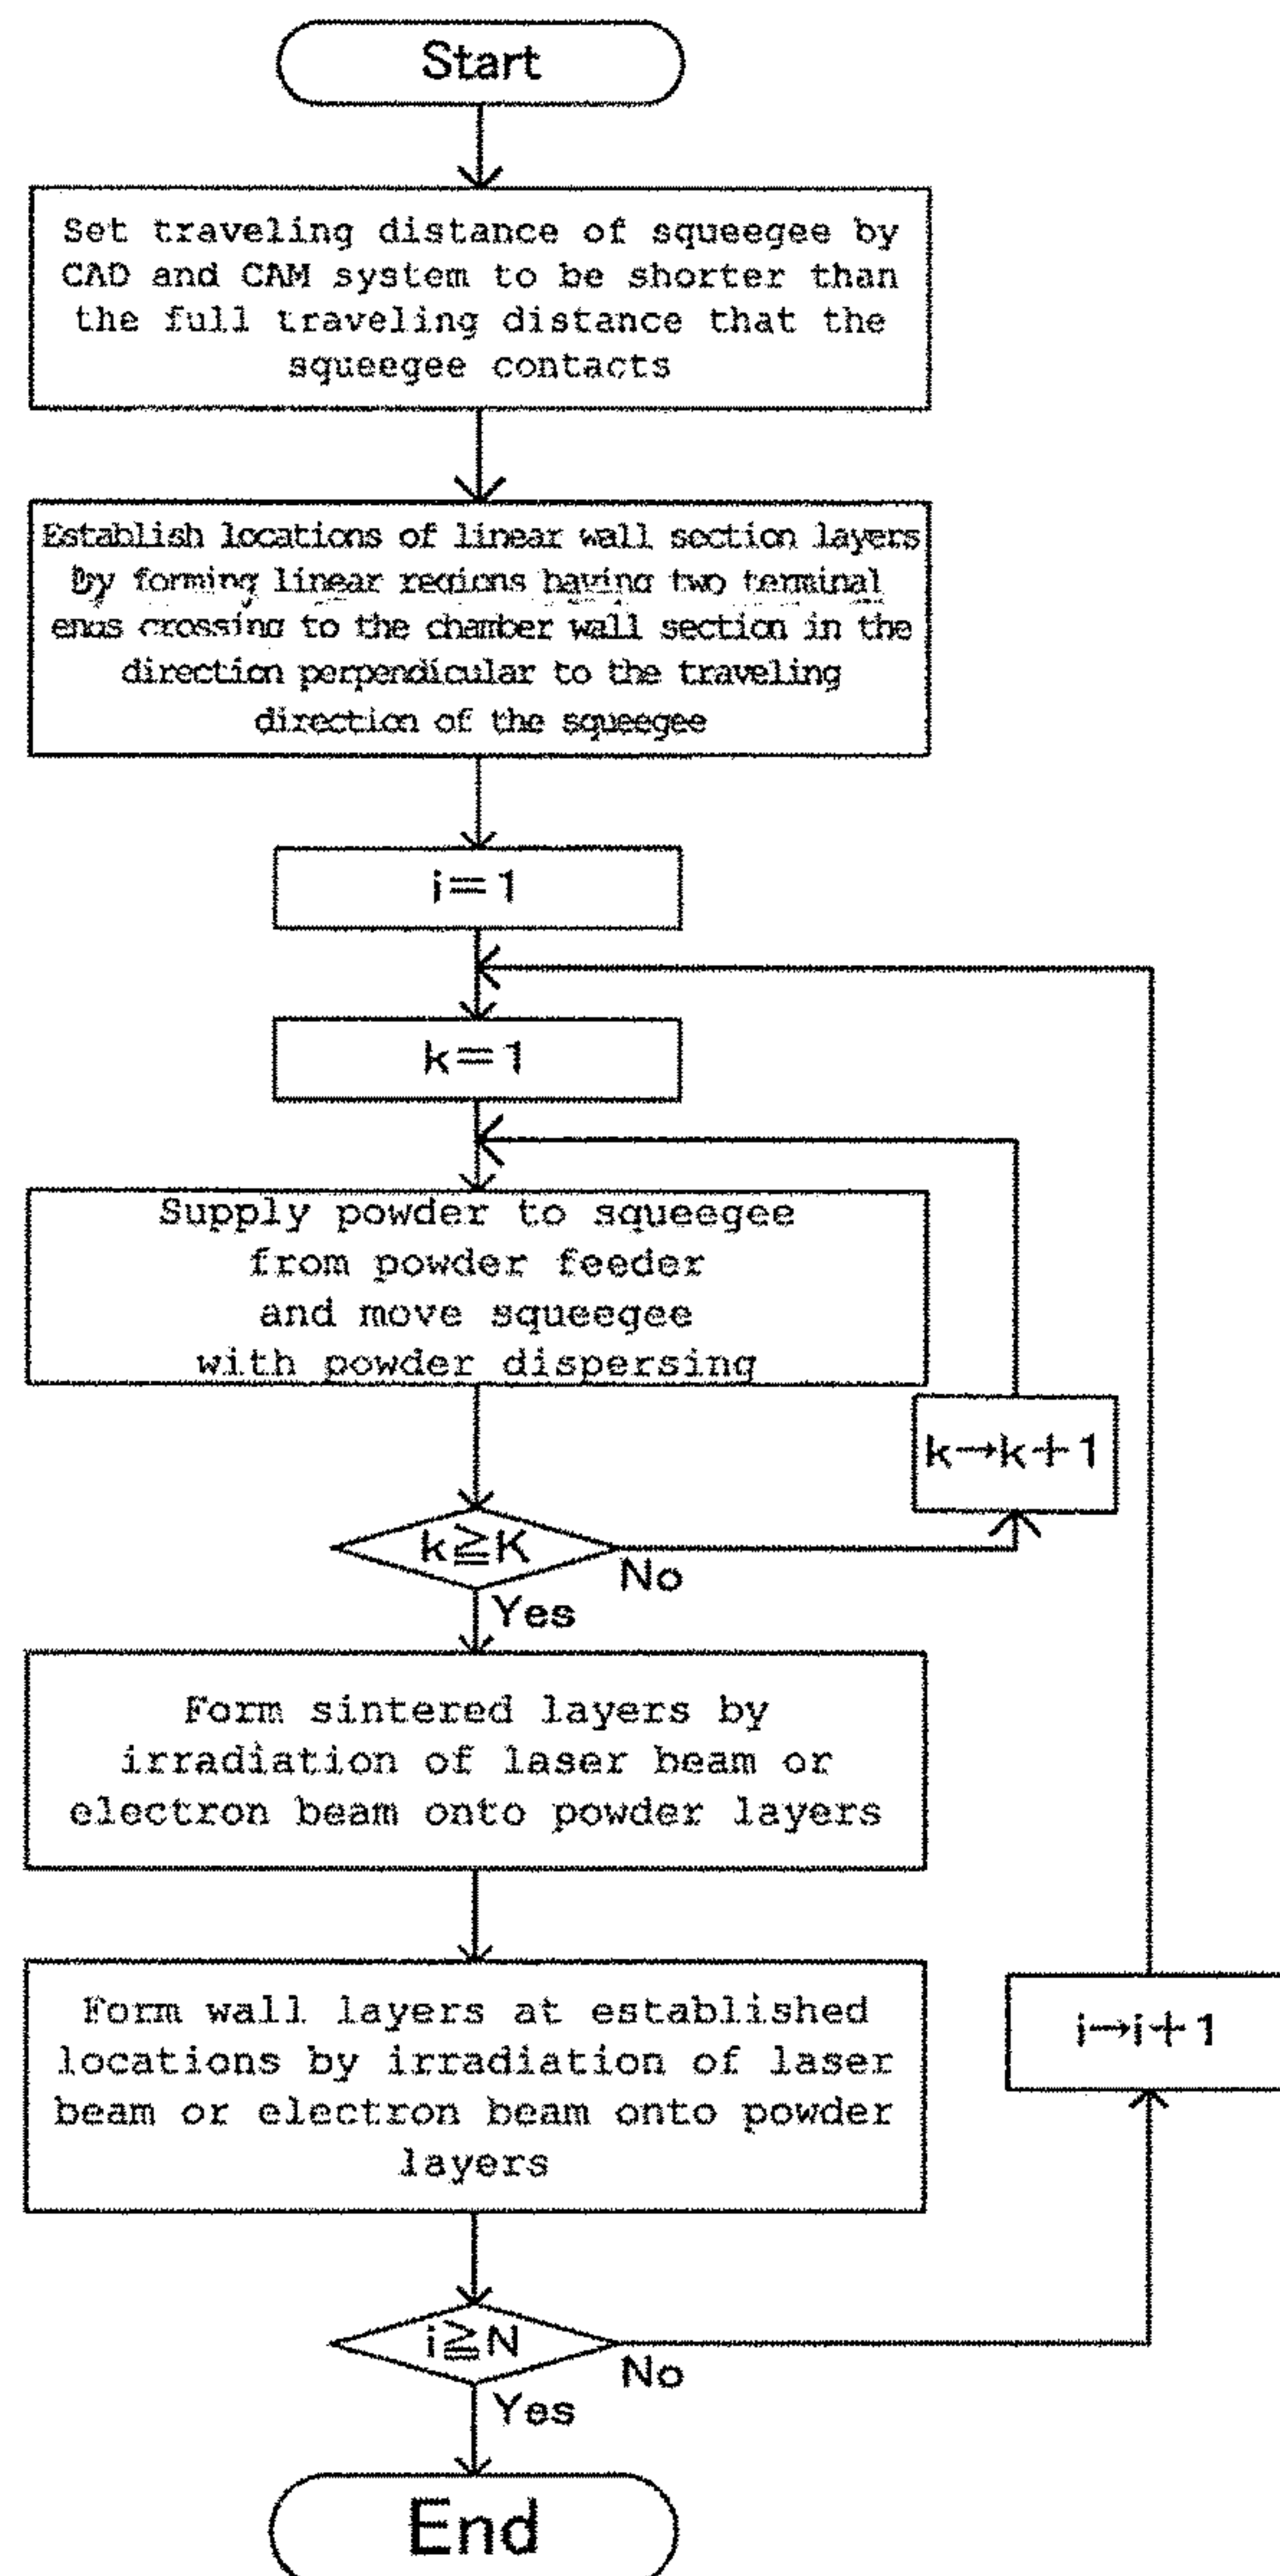 Start
Set traveling distance of squeegee by
CAD and CAM system to be shorter than
the full traveling distance that the
squeegee contacts
Establish locations of linear wall section layers
By forming linear regions having two terminal
ends crossing to the chamber wall section in the
direction perpendicular to the traveling
direction of the squeegee
i=1
k=1
Supply powder to squeegee
from powder feeder
and move squeegee
with powder dispersing
k→k+1
k≧K
No
Yes
Form sintered layers by
irradiation of laser beam or
electron beam onto powder layers
Form wall layers at established
locations by irradiation of laser
beam or electron beam onto powder
layers
i→i+1
i≧N
No
Yes
End